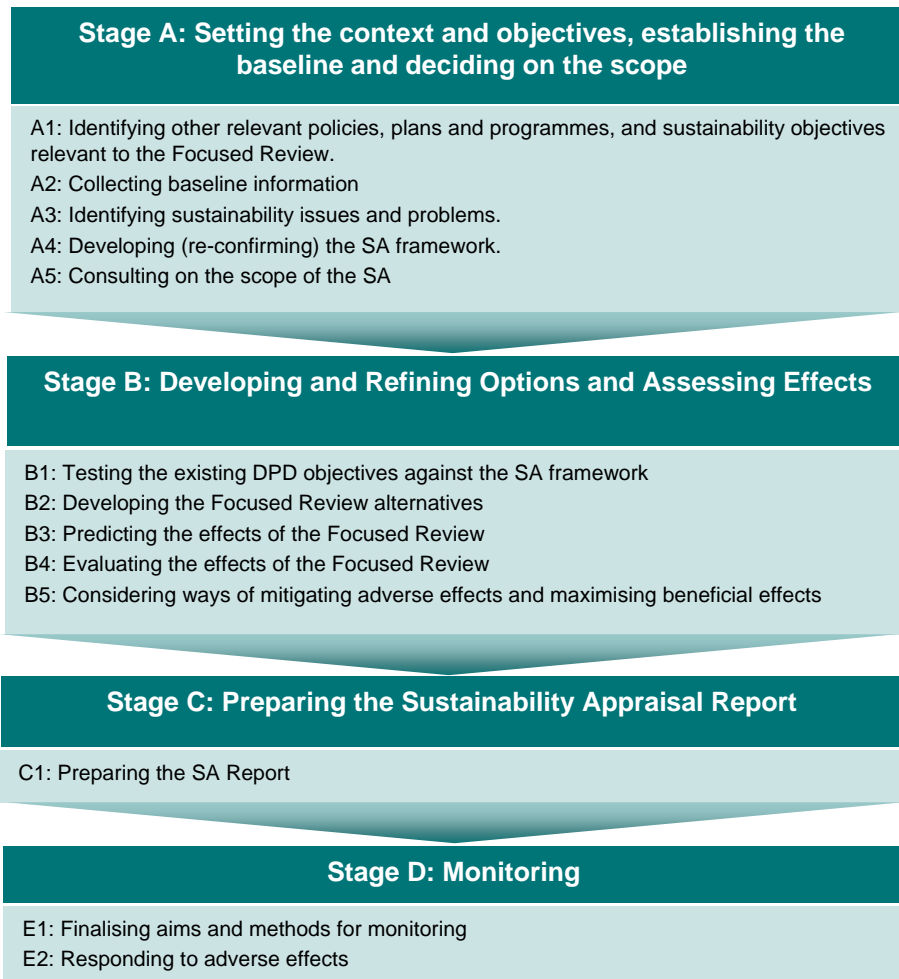 Stage A: Setting the context and objectives, establishing the
baseline and deciding on the scope
A1: Identifying other relevant policies, plans and programmes, and sustainability objectives
relevant to the Focused Review.
A2: Collecting baseline information
A3: Identifying sustainability issues and problems.
A4: Developing (re-confirming) the SA framework.
A5: Consulting on the scope of the SA
Stage B: Developing and Refining Options and Assessing Effects
B1: Testing the existing DPD objectives against the SA framework
B2: Developing the Focused Review alternatives
B3: Predicting the effects of the Focused Review
B4: Evaluating the effects of the Focused Review
B5: Considering ways of mitigating adverse effects and maximising beneficial effects
Stage C: Preparing the Sustainability Appraisal Report
C1: Preparing the SA Report
Stage D: Monitoring
E1: Finalising aims and methods for monitoring
E2: Responding to adverse effects